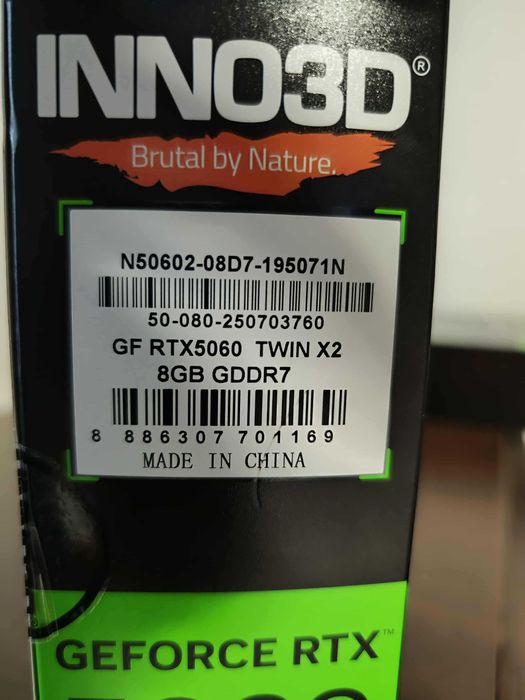 INNO3D®
Brutal by Nature.
N50602-08D7-195071N
50-080-250703760
GF RTX5060 TWIN X2
8GB GDDR7
8 886307 701169
MADE IN CHINA
GEFORCE RTX™